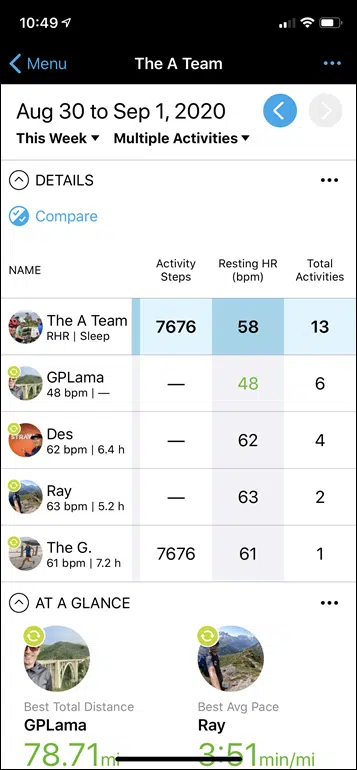 10:49
Menu
The A Team
Aug 30 to Sep 1, 2020
This Week
Multiple Activities
DETAILS
Compare
NAME
Activity Steps
Resting HR (bpm)
Total Activities
The A Team
RHR | Sleep
7676 58 13
GPLama
48 bpm | —
— 48 6
Des
62 bpm | 6.4 h
— 62 4
Ray
63 bpm | 5.2 h
— 63 2
The G.
61 bpm | 7.2 h
7676 61 1
AT A GLANCE
Best Total Distance
GPLama
78.71mi
Best Avg Pace
Ray
3:51min/mi